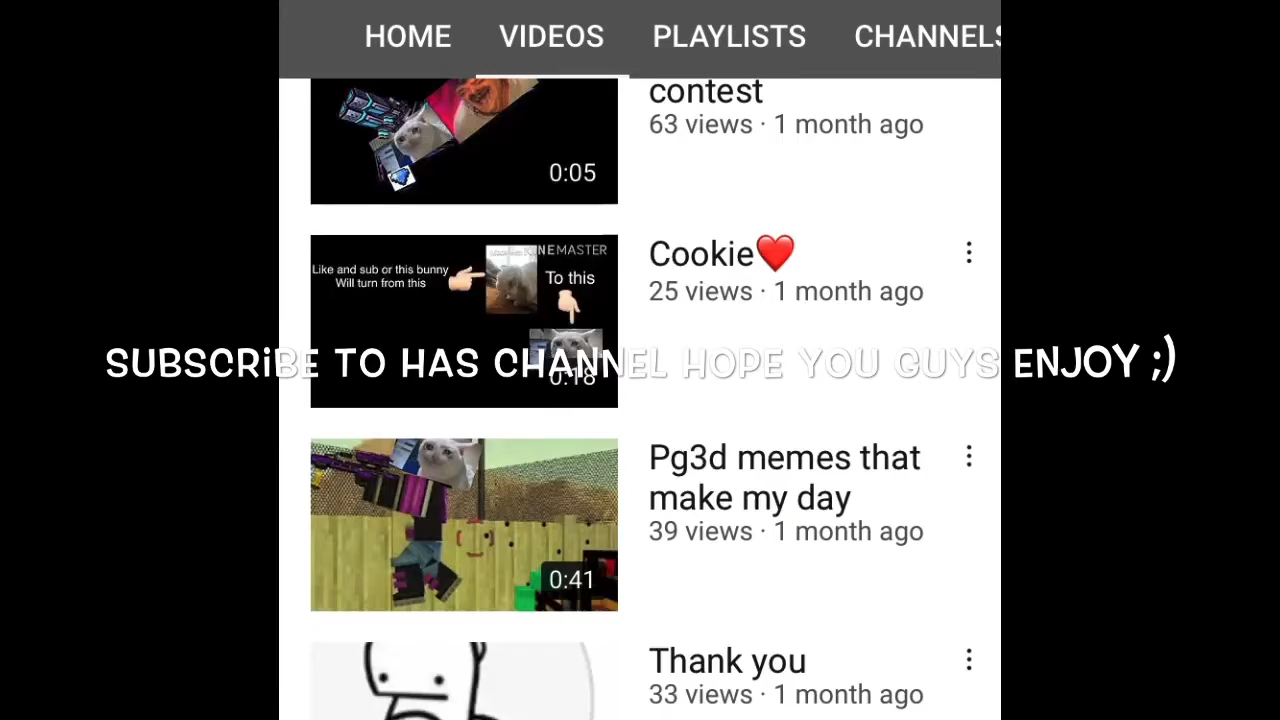 HOME VIDEOS PLAYLISTS CHANNELS
contest
63 views · 1 month ago
0:05
Cookie❤️
25 views · 1 month ago
NEMASTER
Like and sub or this bunny
Will turn from this
To this
0:18
SUBSCRiBE TO HAS CHANNEL HOPE YOU GUYS ENJOY ;)
Pg3d memes that
make my day
39 views · 1 month ago
0:41
Thank you
33 views · 1 month ago